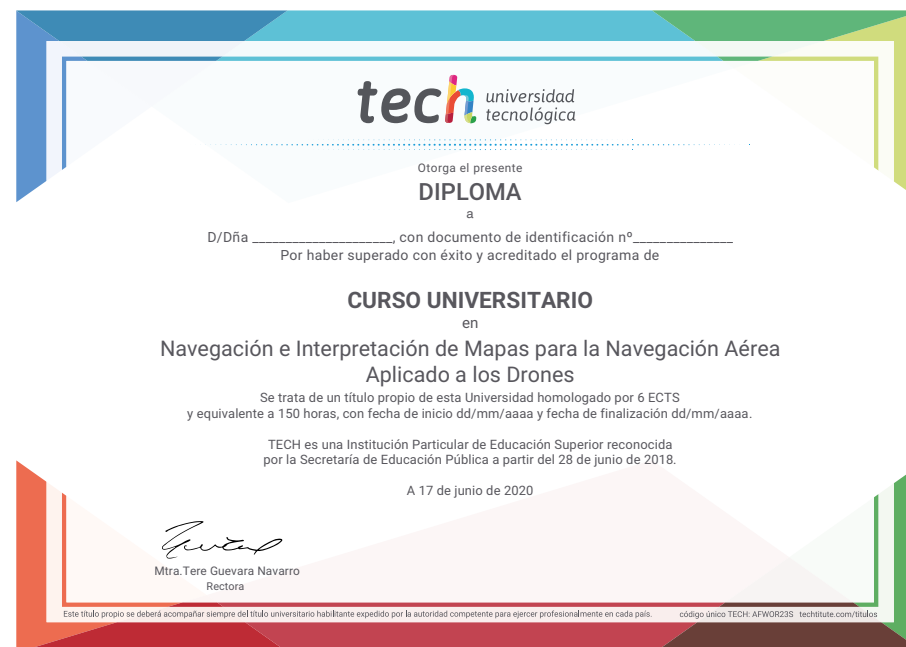 tech universidad
tecnológica
Otorga el presente
DIPLOMA
a
D/Dña ______________________, con documento de identificación nº________________
Por haber superado con éxito y acreditado el programa de
CURSO UNIVERSITARIO
en
Navegación e Interpretación de Mapas para la Navegación Aérea
Aplicado a los Drones
Se trata de un título propio de esta Universidad homologado por 6 ECTS
y equivalente a 150 horas, con fecha de inicio dd/mm/aaaa y fecha de finalización dd/mm/aaaa.
TECH es una Institución Particular de Educación Superior reconocida
por la Secretaría de Educación Pública a partir del 28 de junio de 2018.
A 17 de junio de 2020
Mtra.Tere Guevara Navarro
Rectora
Este título propio se deberá acompañar siempre del título universitario habilitante expedido por la autoridad competente para ejercer profesionalmente en cada país. código único TECH: AFWOR23S techtitute.com/titulos